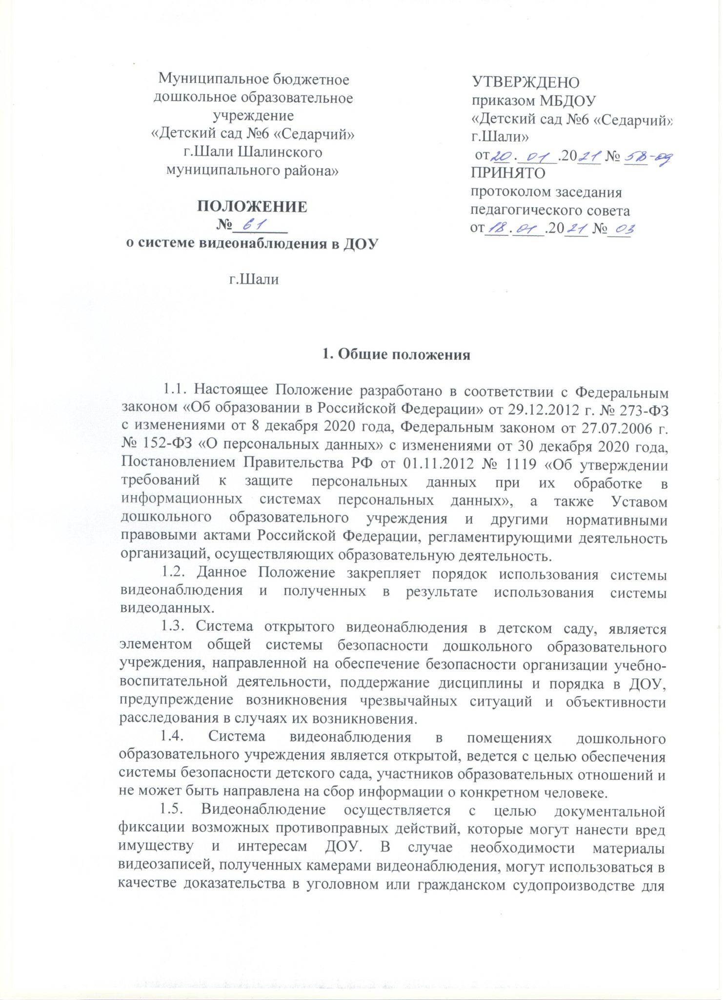 Муниципальное бюджетное
дошкольное образовательное
учреждение
«Детский сад №6 «Седарчий»
г.Шали Шалинского
муниципального района»
ПОЛОЖЕНИЕ
№ 61
о системе видеонаблюдения в ДОУ
г.Шали
УТВЕРЖДЕНО
приказом МБДОУ
«Детский сад №6 «Седарчий»
г.Шали»
от 20 . 01 .2021 № 58-од
ПРИНЯТО
протоколом заседания
педагогического совета
от 18 . 01 .2021 № 03
1. Общие положения
1.1. Настоящее Положение разработано в соответствии с Федеральным
законом «Об образовании в Российской Федерации» от 29.12.2012 г. № 273-ФЗ
с изменениями от 8 декабря 2020 года, Федеральным законом от 27.07.2006 г.
№ 152-ФЗ «О персональных данных» с изменениями от 30 декабря 2020 года,
Постановлением Правительства РФ от 01.11.2012 № 1119 «Об утверждении
требований к защите персональных данных при их обработке в
информационных системах персональных данных», а также Уставом
дошкольного образовательного учреждения и другими нормативными
правовыми актами Российской Федерации, регламентирующими деятельность
организаций, осуществляющих образовательную деятельность.
1.2. Данное Положение закрепляет порядок использования системы
видеонаблюдения и полученных в результате использования системы
видеоданных.
1.3. Система открытого видеонаблюдения в детском саду, является
элементом общей системы безопасности дошкольного образовательного
учреждения, направленной на обеспечение безопасности организации учебно-
воспитательной деятельности, поддержание дисциплины и порядка в ДОУ,
предупреждение возникновения чрезвычайных ситуаций и объективности
расследования в случаях их возникновения.
1.4. Система видеонаблюдения в помещениях дошкольного
образовательного учреждения является открытой, ведется с целью обеспечения
системы безопасности детского сада, участников образовательных отношений и
не может быть направлена на сбор информации о конкретном человеке.
1.5. Видеонаблюдение осуществляется с целью документальной
фиксации возможных противоправных действий, которые могут нанести вред
имуществу и интересам ДОУ. В случае необходимости материалы
видеозаписей, полученных камерами видеонаблюдения, могут использоваться в
качестве доказательства в уголовном или гражданском судопроизводстве для